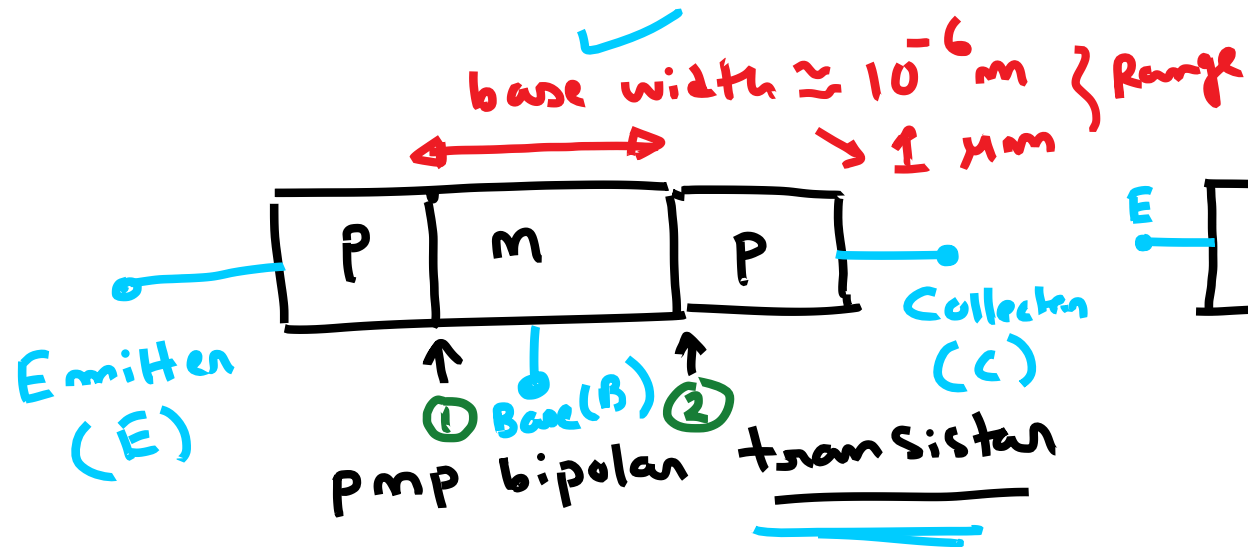 base width ≈ 10⁻⁶ m } Range
→ 1 μm
E
p n p
Collector
(C)
Emitter
(E)
① Base (B) ②
pnp bipolar transistor